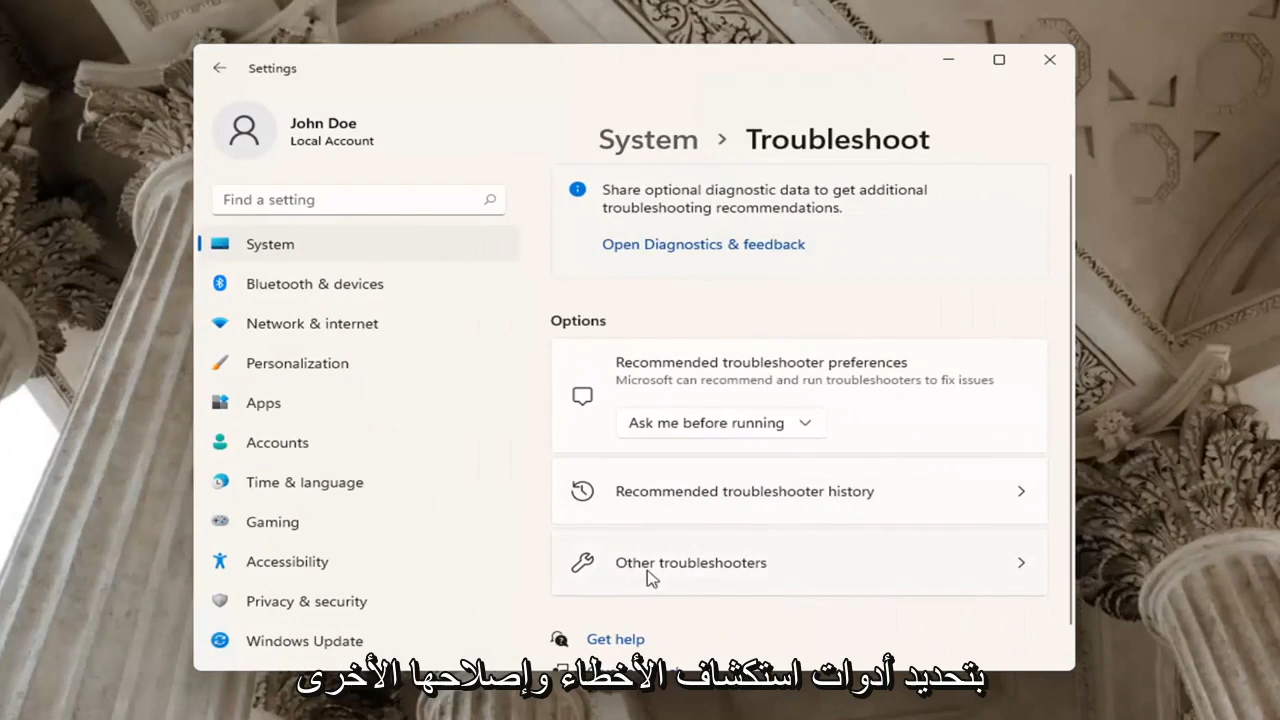 Settings
John Doe
Local Account
Find a setting
System
Bluetooth & devices
Network & internet
Personalization
Apps
Accounts
Time & language
Gaming
Accessibility
Privacy & security
Windows Update
System > Troubleshoot
Share optional diagnostic data to get additional
troubleshooting recommendations.
Open Diagnostics & feedback
Options
Recommended troubleshooter preferences
Microsoft can recommend and run troubleshooters to fix issues
Ask me before running
Recommended troubleshooter history
Other troubleshooters
Get help
بتحديد أدوات استكشاف الأخطاء وإصلاحها الأخرى